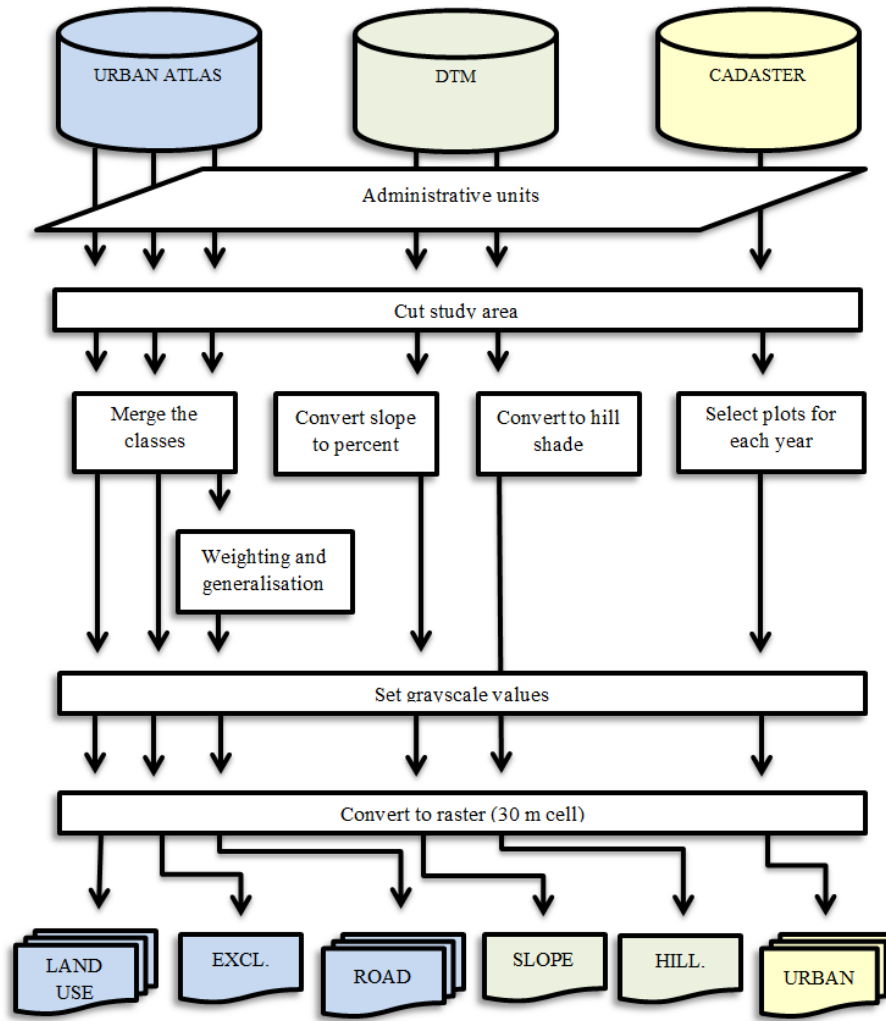 URBAN ATLAS
DTM
CADASTER
Administrative units
Cut study area
Merge the
classes
Convert slope
to percent
Convert to hill
shade
Select plots for
each year
Weighting and
generalisation
Set grayscale values
Convert to raster (30 m cell)
LAND
USE
EXCL.
ROAD
SLOPE
HILL.
URBAN